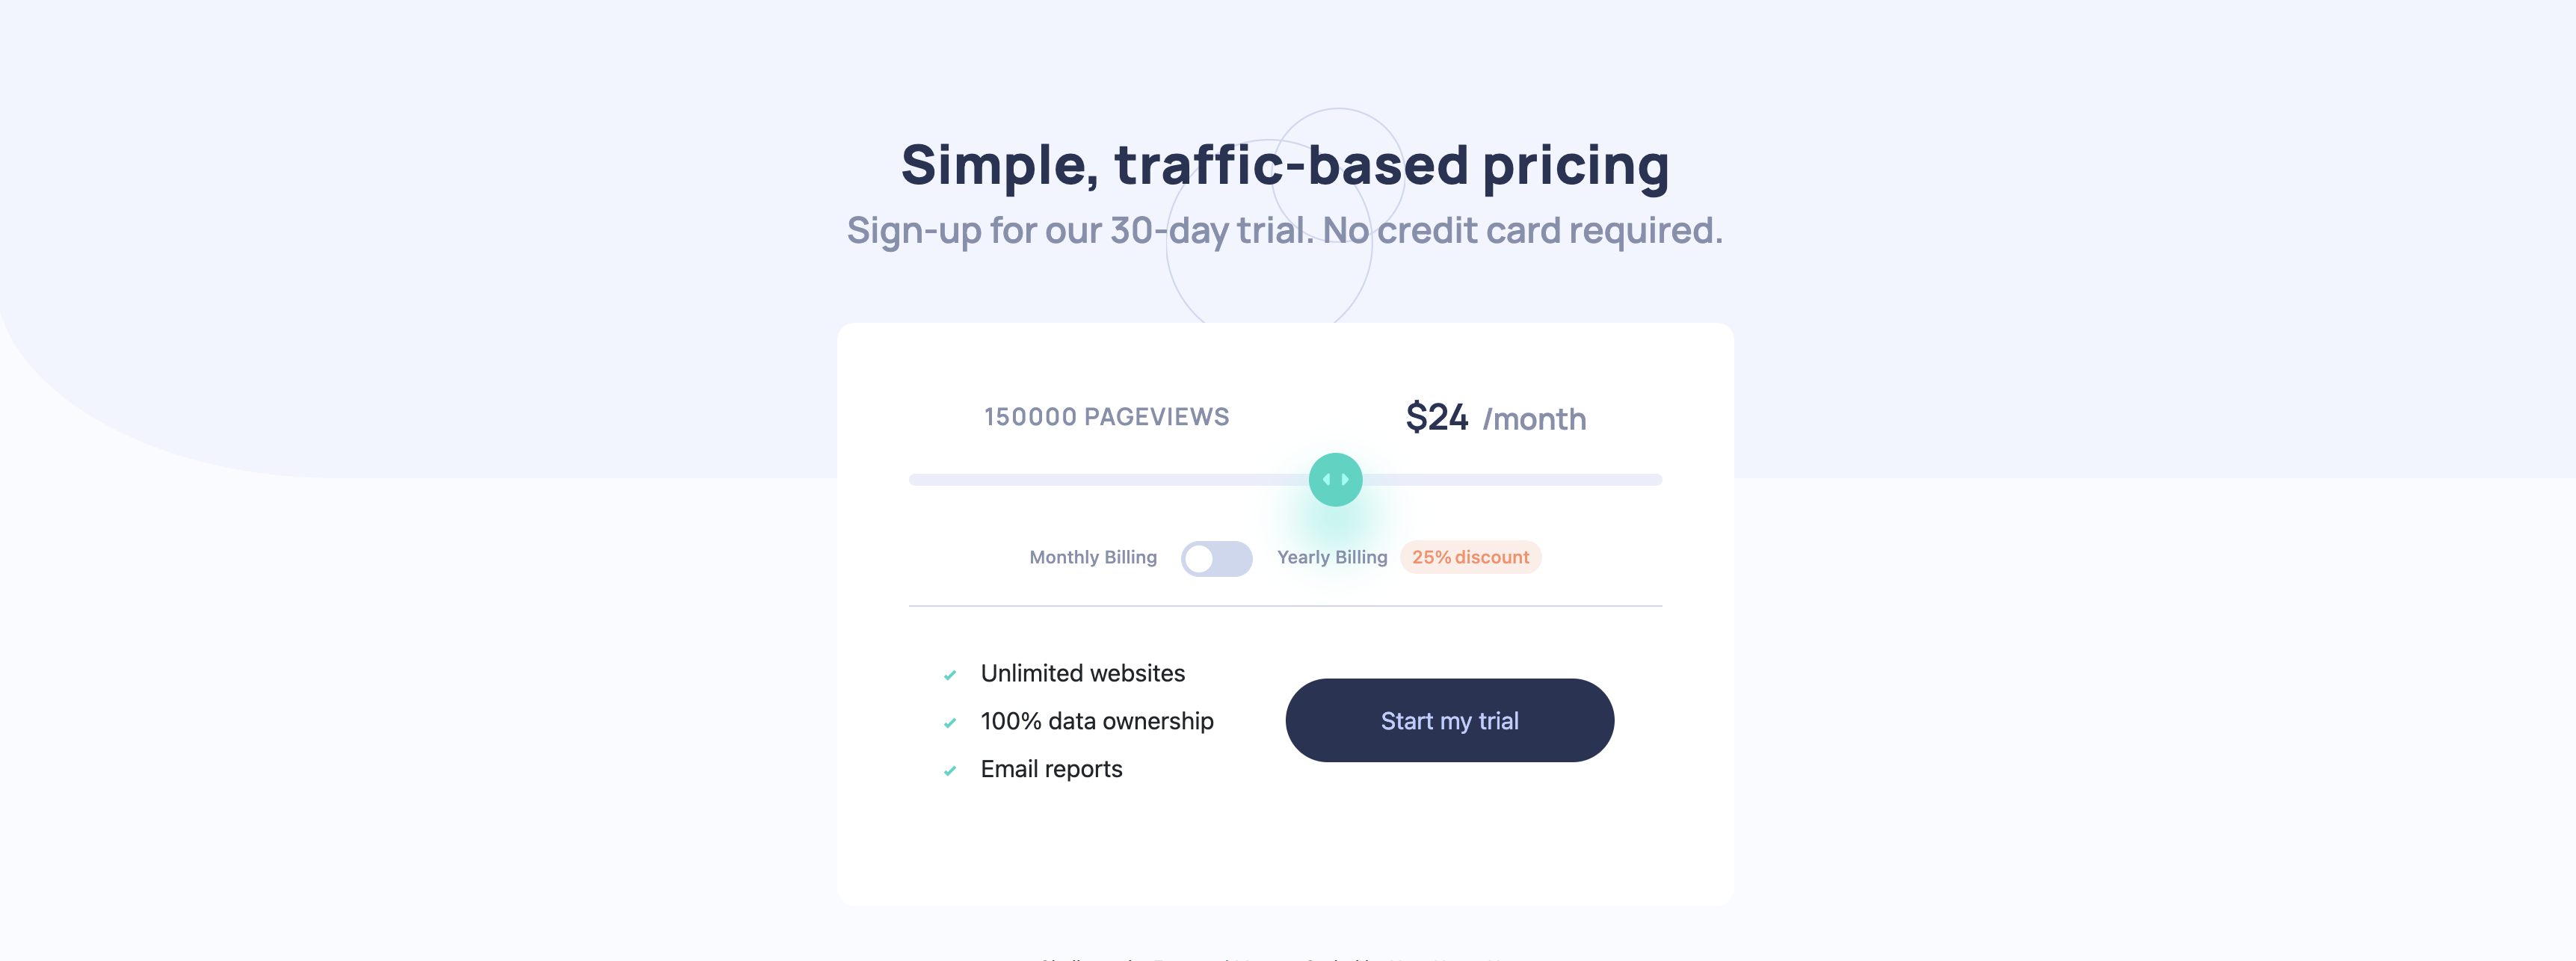 Simple, traffic-based pricing
Sign-up for our 30-day trial. No credit card required.
150000 PAGEVIEWS $24 /month
Monthly Billing Yearly Billing 25% discount
Unlimited websites
100% data ownership
Email reports
Start my trial